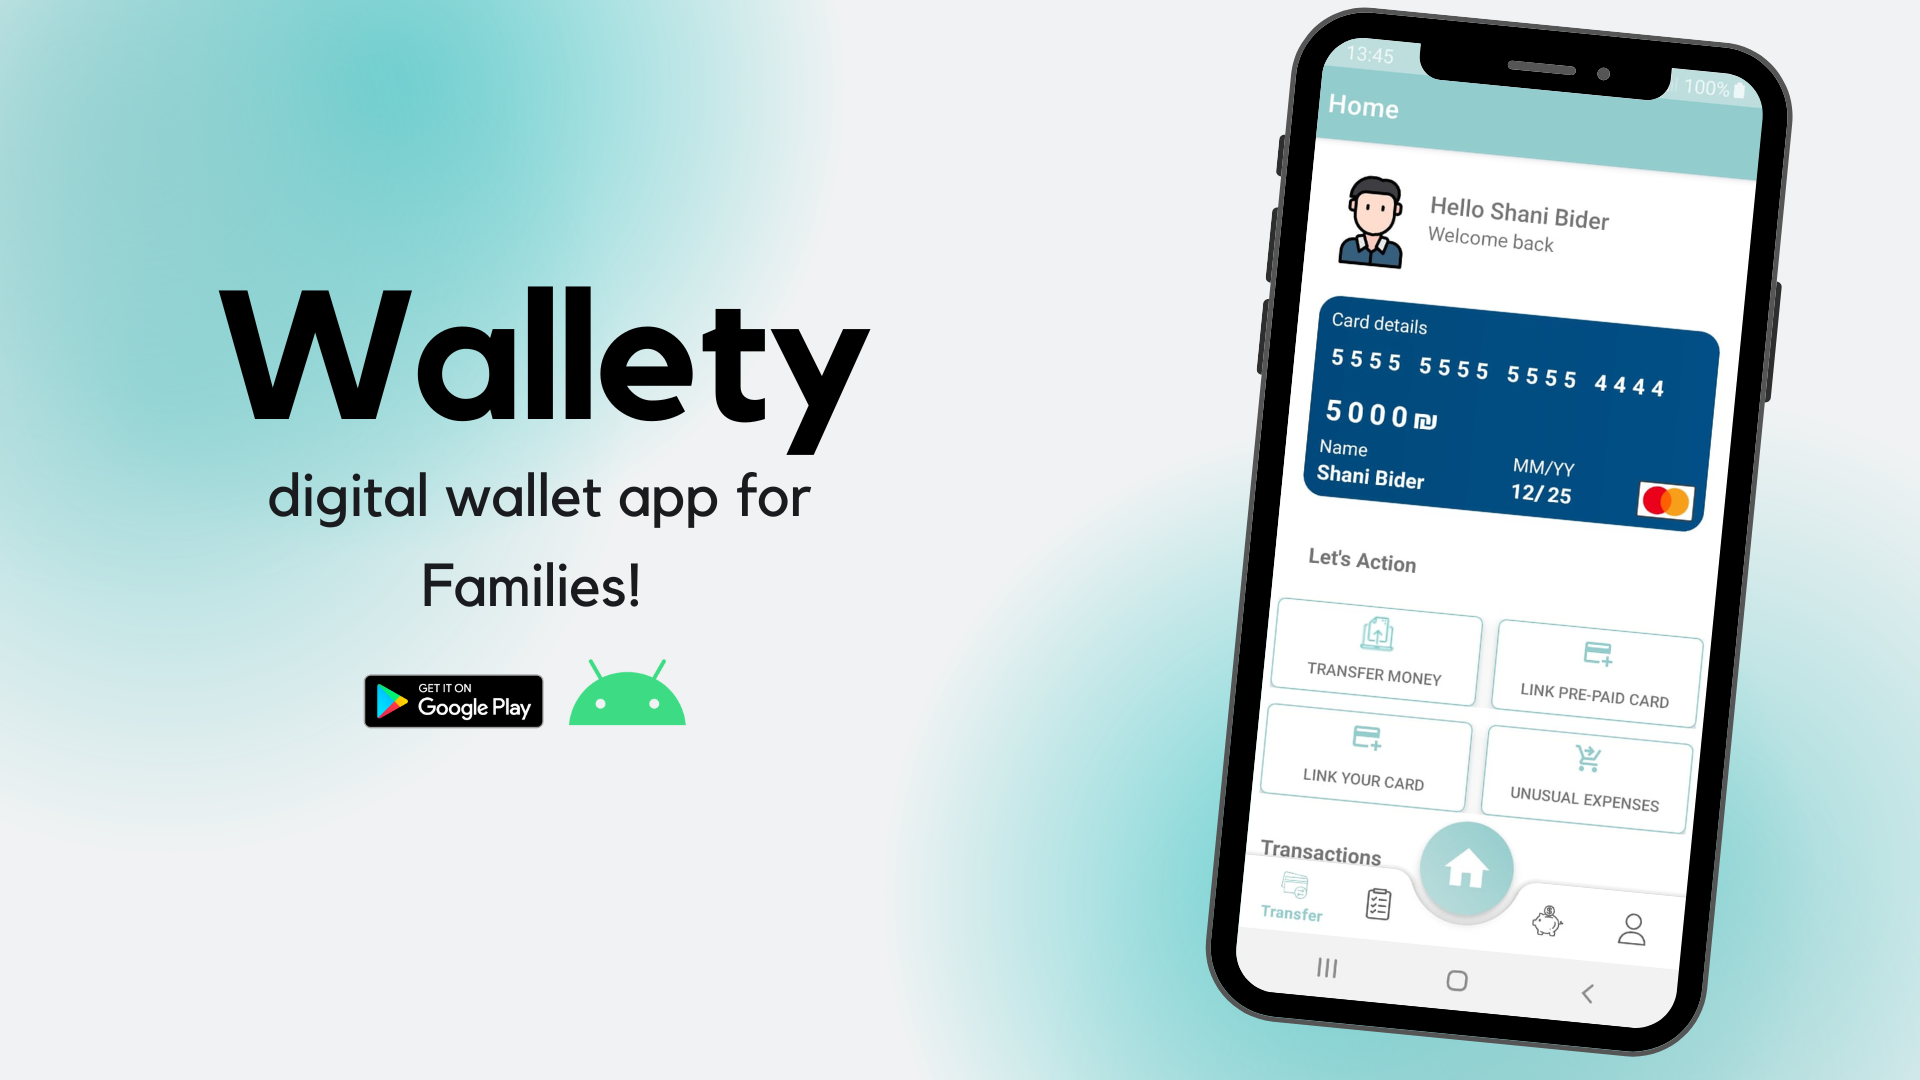 Wallety
digital wallet app for
Families!
GET IT ON
Google Play
13:45
100%
Home
Hello Shani Bider
Welcome back
Card details
5555 5555 5555 4444
5000₪
Name
Shani Bider
MM/YY
12/25
Let's Action
TRANSFER MONEY
LINK PRE-PAID CARD
LINK YOUR CARD
UNUSUAL EXPENSES
Transactions
Transfer